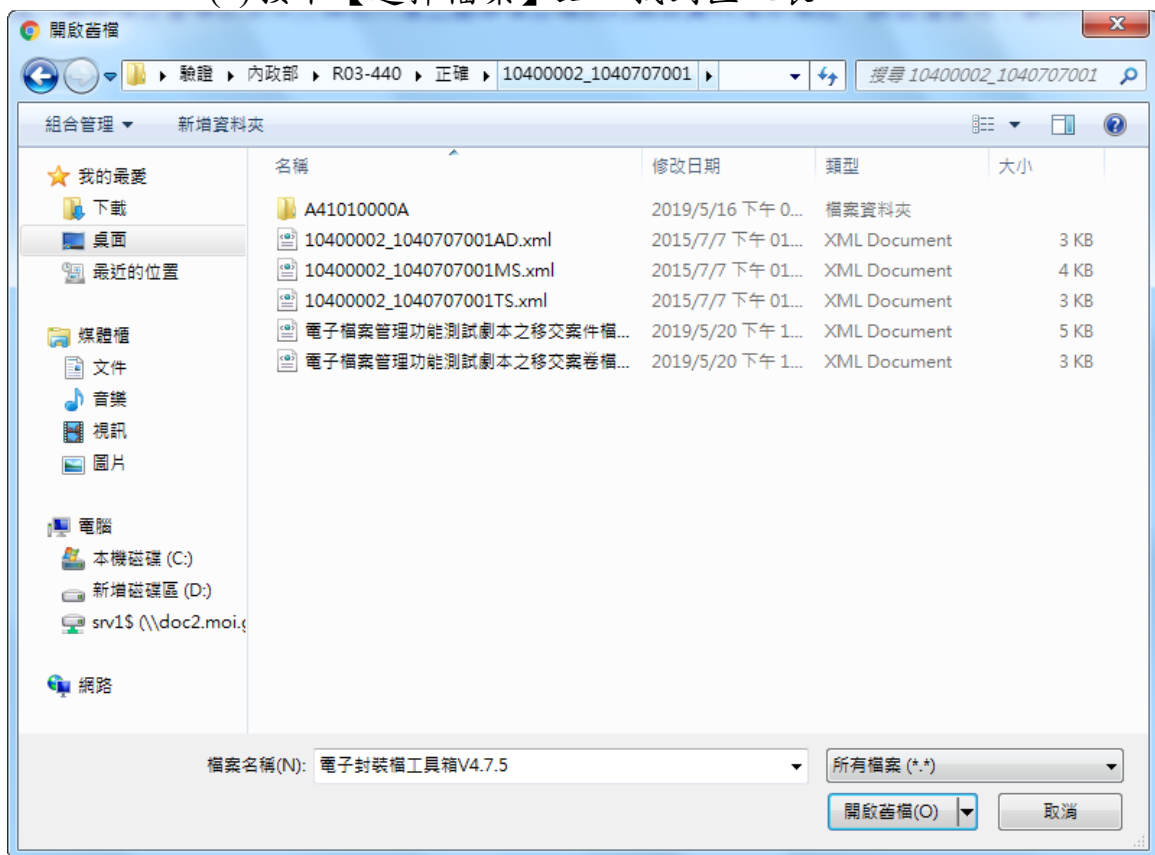 開啟舊檔
驗證 內政部 R03-440 正確 10400002_1040707001 搜尋 10400002_1040707001
組合管理 新增資料夾
名稱 修改日期 類型 大小
我的最愛
下載
桌面
最近的位置
媒體櫃
文件
音樂
視訊
圖片
電腦
本機磁碟 (C:)
新增磁碟區 (D:)
srv1$ (\\doc2.moi.g
網路
A41010000A 2019/5/16 下午 0... 檔案資料夾
10400002_1040707001AD.xml 2015/7/7 下午 01... XML Document 3 KB
10400002_1040707001MS.xml 2015/7/7 下午 01... XML Document 4 KB
10400002_1040707001TS.xml 2015/7/7 下午 01... XML Document 3 KB
電子檔案管理功能測試劇本之移交案件檔... 2019/5/20 下午 1... XML Document 5 KB
電子檔案管理功能測試劇本之移交案卷檔... 2019/5/20 下午 1... XML Document 3 KB
檔案名稱(N): 電子封裝檔工具箱V4.7.5 所有檔案 (*.*)
開啟舊檔(O) 取消